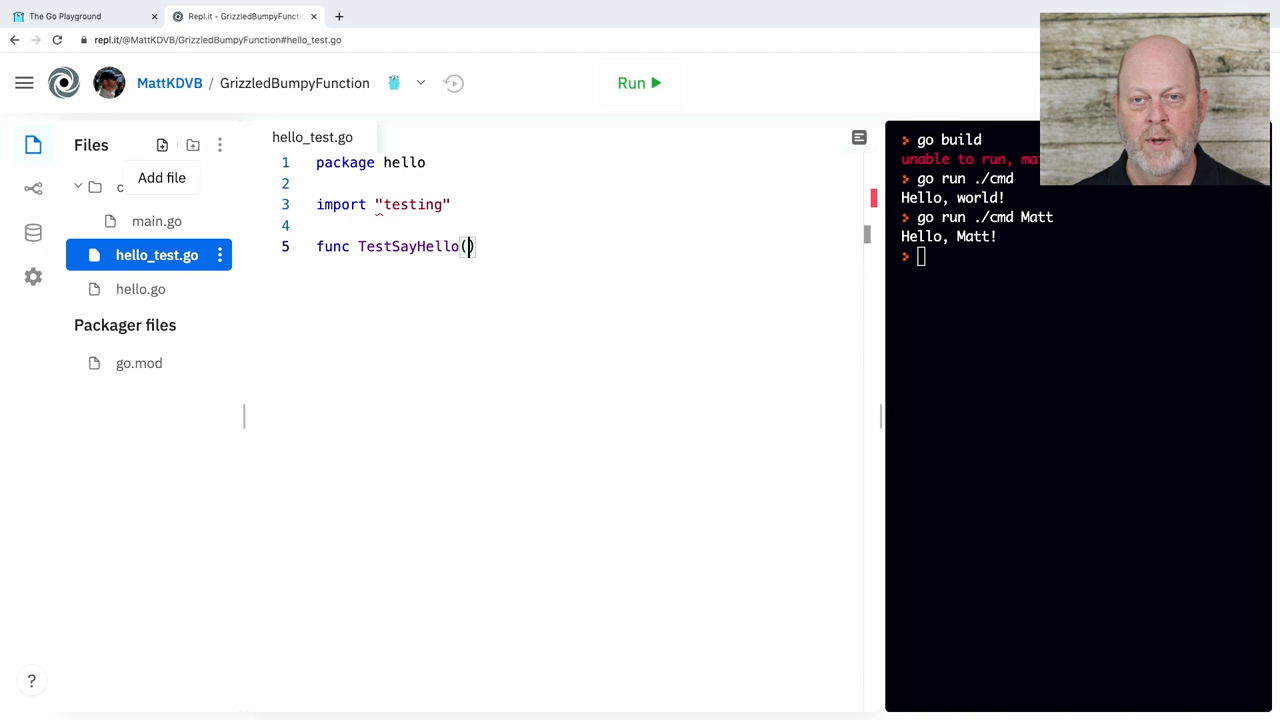 The Go Playground
Repl.it - GrizzledBumpyFuncti
repl.it/@MattKDVB/GrizzledBumpyFunction#hello_test.go
MattKDVB / GrizzledBumpyFunction
Run
Files
Add file
c
main.go
hello_test.go
hello.go
Packager files
go.mod
hello_test.go
1 package hello
2
3 import "testing"
4
5 func TestSayHello()
> go build
unable to run, ma
> go run ./cmd
Hello, world!
> go run ./cmd Matt
Hello, Matt!
>
?